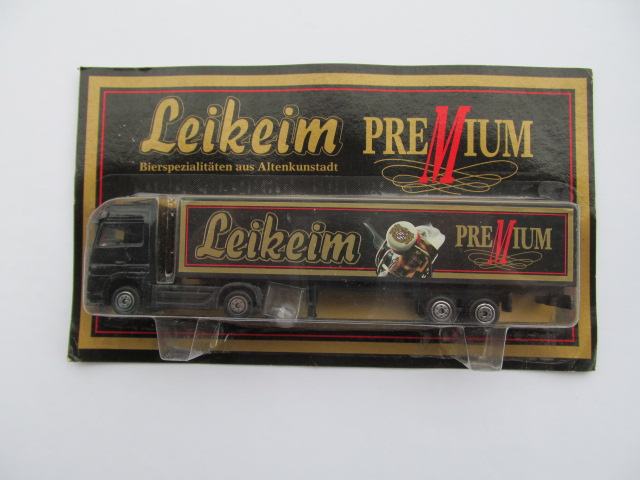 Leikeim PREMIUM
Bierspezialitäten aus Altenkunstadt
Leikeim PREMIUM